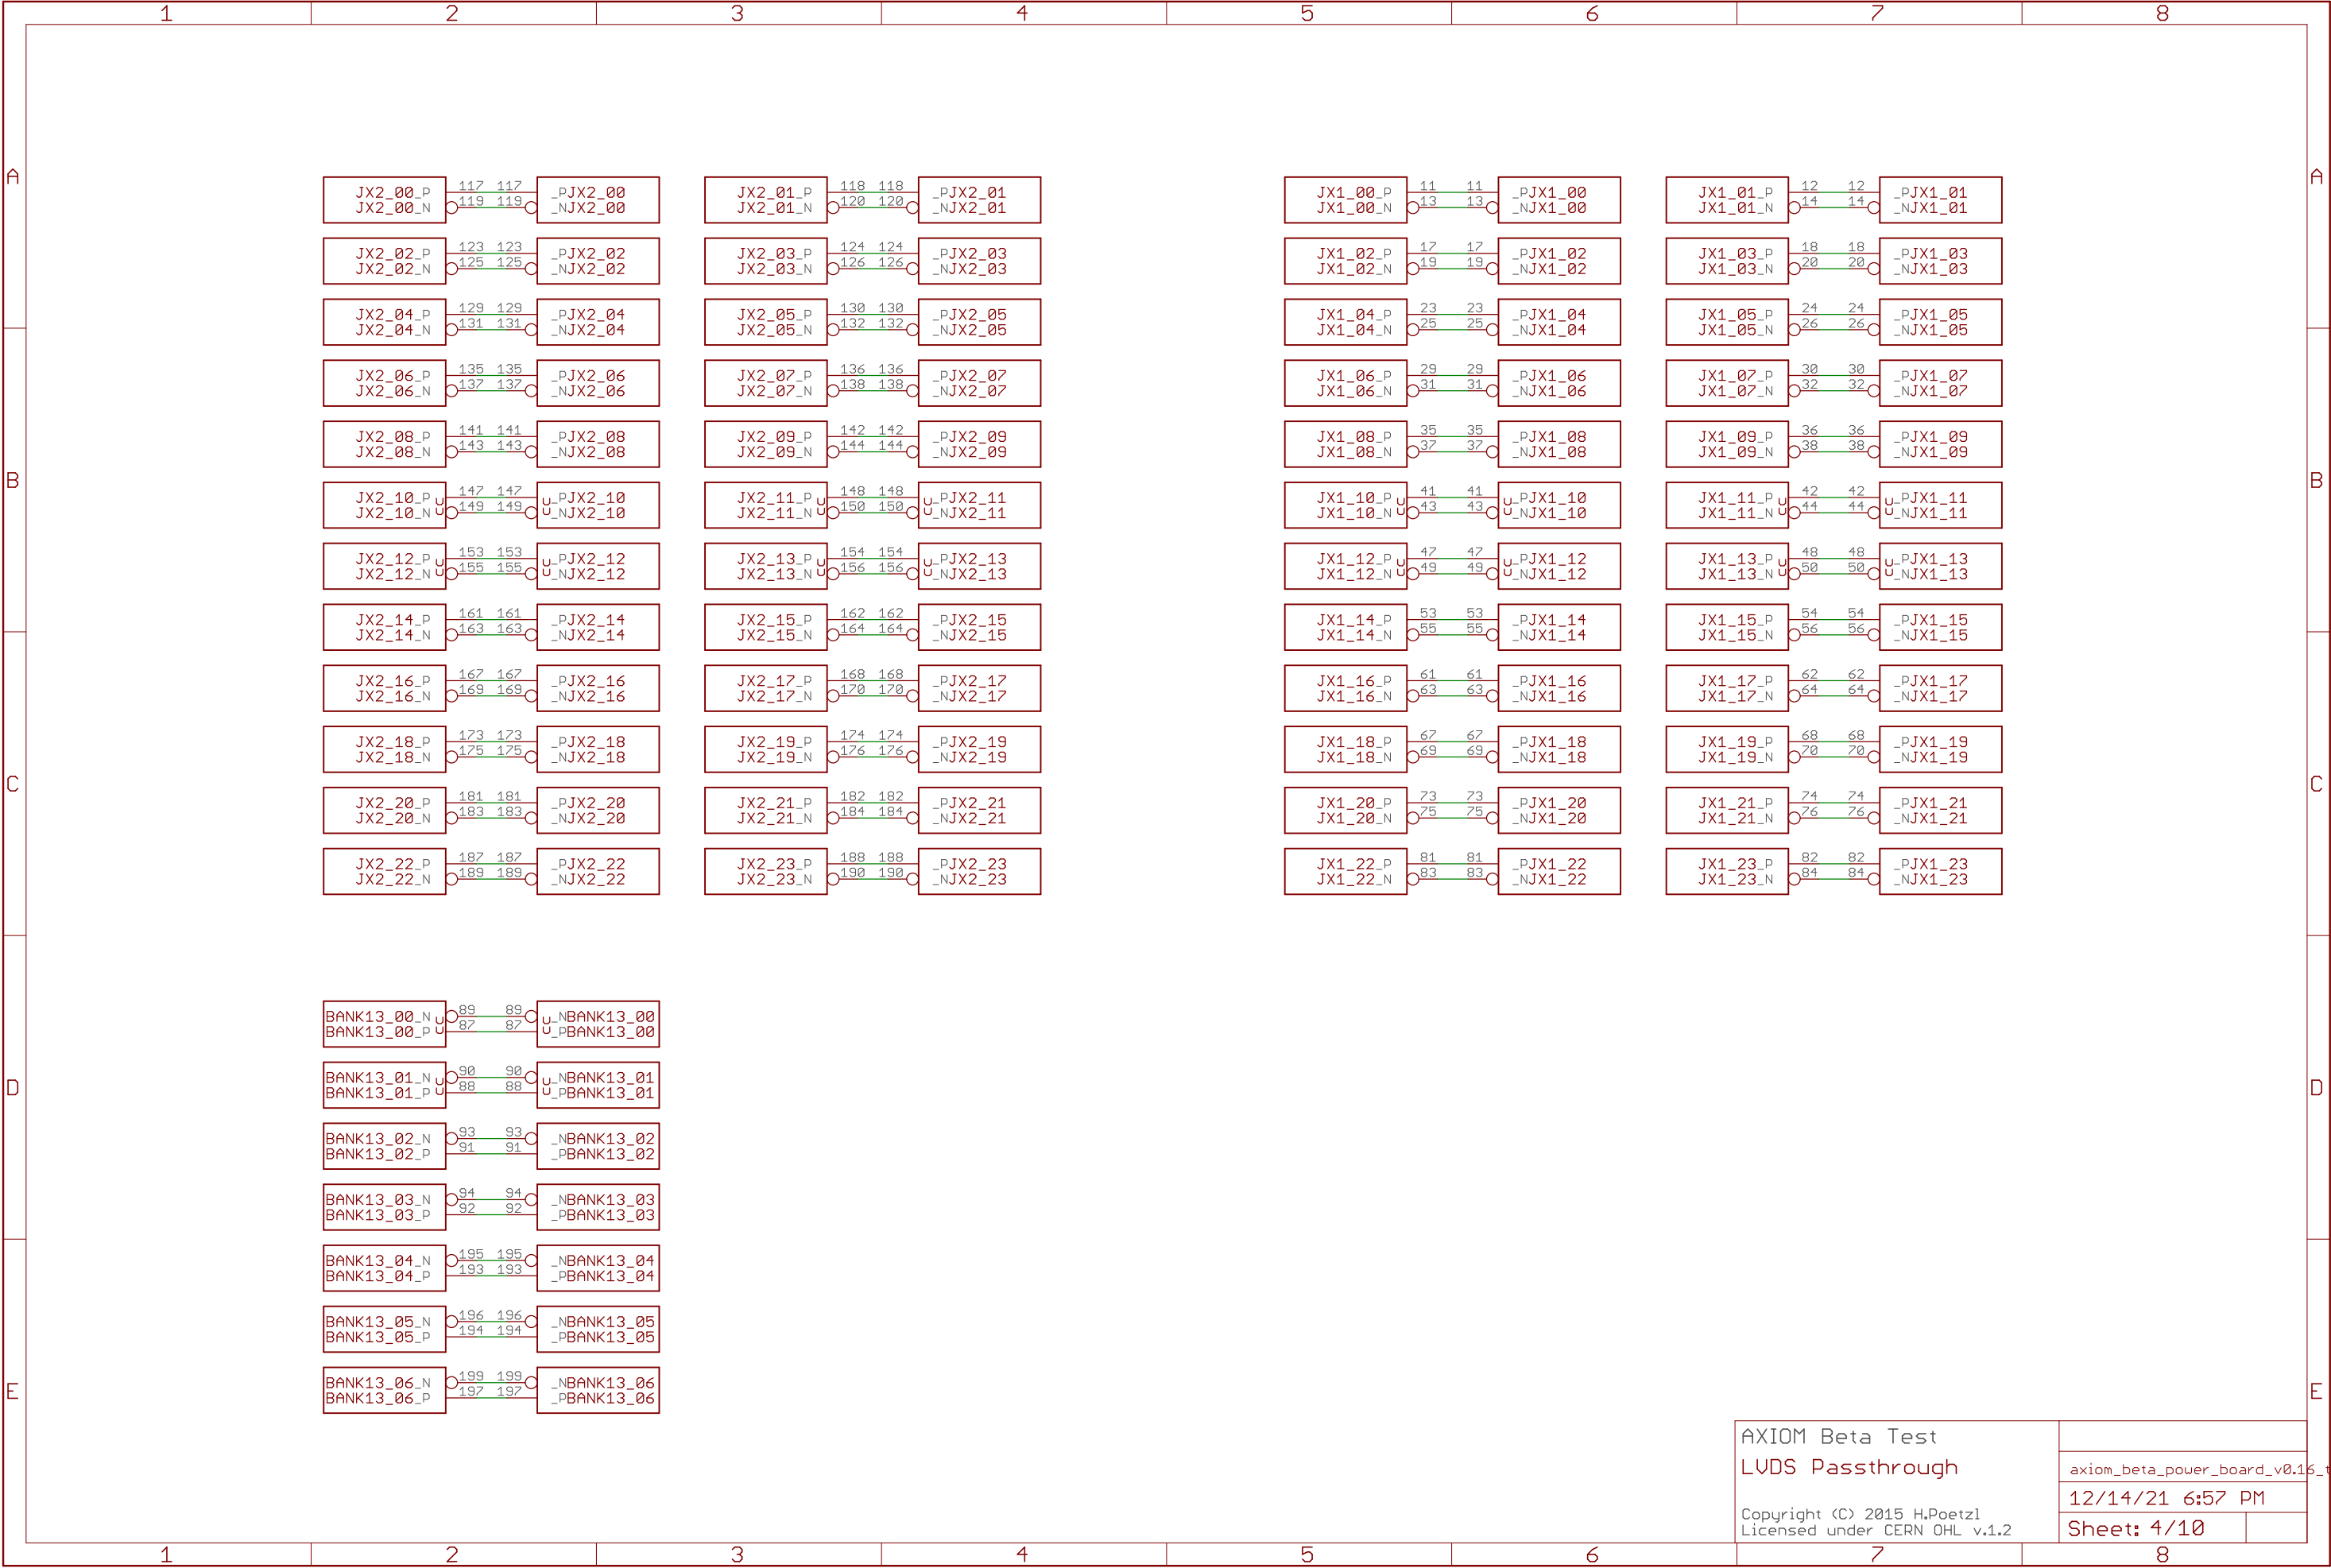 1 2 3 4 5 6 7 8
A A
JX2_00_P 117 117 _PJX2_00 JX2_01_P 118 118 _PJX2_01 JX1_00_P 11 11 _PJX1_00 JX1_01_P 12 12 _PJX1_01
JX2_00_N 119 119 _NJX2_00 JX2_01_N 120 120 _NJX2_01 JX1_00_N 13 13 _NJX1_00 JX1_01_N 14 14 _NJX1_01
JX2_02_P 123 123 _PJX2_02 JX2_03_P 124 124 _PJX2_03 JX1_02_P 17 17 _PJX1_02 JX1_03_P 18 18 _PJX1_03
JX2_02_N 125 125 _NJX2_02 JX2_03_N 126 126 _NJX2_03 JX1_02_N 19 19 _NJX1_02 JX1_03_N 20 20 _NJX1_03
JX2_04_P 129 129 _PJX2_04 JX2_05_P 130 130 _PJX2_05 JX1_04_P 23 23 _PJX1_04 JX1_05_P 24 24 _PJX1_05
JX2_04_N 131 131 _NJX2_04 JX2_05_N 132 132 _NJX2_05 JX1_04_N 25 25 _NJX1_04 JX1_05_N 26 26 _NJX1_05
JX2_06_P 135 135 _PJX2_06 JX2_07_P 136 136 _PJX2_07 JX1_06_P 29 29 _PJX1_06 JX1_07_P 30 30 _PJX1_07
JX2_06_N 137 137 _NJX2_06 JX2_07_N 138 138 _NJX2_07 JX1_06_N 31 31 _NJX1_06 JX1_07_N 32 32 _NJX1_07
JX2_08_P 141 141 _PJX2_08 JX2_09_P 142 142 _PJX2_09 JX1_08_P 35 35 _PJX1_08 JX1_09_P 36 36 _PJX1_09
JX2_08_N 143 143 _NJX2_08 JX2_09_N 144 144 _NJX2_09 JX1_08_N 37 37 _NJX1_08 JX1_09_N 38 38 _NJX1_09
B B
JX2_10_P U 147 147 U _PJX2_10 JX2_11_P U 148 148 U _PJX2_11 JX1_10_P U 41 41 U _PJX1_10 JX1_11_P U 42 42 U _PJX1_11
JX2_10_N U 149 149 U _NJX2_10 JX2_11_N U 150 150 U _NJX2_11 JX1_10_N U 43 43 U _NJX1_10 JX1_11_N U 44 44 U _NJX1_11
JX2_12_P U 153 153 U _PJX2_12 JX2_13_P U 154 154 U _PJX2_13 JX1_12_P U 47 47 U _PJX1_12 JX1_13_P U 48 48 U _PJX1_13
JX2_12_N U 155 155 U _NJX2_12 JX2_13_N U 156 156 U _NJX2_13 JX1_12_N U 49 49 U _NJX1_12 JX1_13_N U 50 50 U _NJX1_13
JX2_14_P 161 161 _PJX2_14 JX2_15_P 162 162 _PJX2_15 JX1_14_P 53 53 _PJX1_14 JX1_15_P 54 54 _PJX1_15
JX2_14_N 163 163 _NJX2_14 JX2_15_N 164 164 _NJX2_15 JX1_14_N 55 55 _NJX1_14 JX1_15_N 56 56 _NJX1_15
JX2_16_P 167 167 _PJX2_16 JX2_17_P 168 168 _PJX2_17 JX1_16_P 61 61 _PJX1_16 JX1_17_P 62 62 _PJX1_17
JX2_16_N 169 169 _NJX2_16 JX2_17_N 170 170 _NJX2_17 JX1_16_N 63 63 _NJX1_16 JX1_17_N 64 64 _NJX1_17
JX2_18_P 173 173 _PJX2_18 JX2_19_P 174 174 _PJX2_19 JX1_18_P 67 67 _PJX1_18 JX1_19_P 68 68 _PJX1_19
JX2_18_N 175 175 _NJX2_18 JX2_19_N 176 176 _NJX2_19 JX1_18_N 69 69 _NJX1_18 JX1_19_N 70 70 _NJX1_19
C C
JX2_20_P 181 181 _PJX2_20 JX2_21_P 182 182 _PJX2_21 JX1_20_P 73 73 _PJX1_20 JX1_21_P 74 74 _PJX1_21
JX2_20_N 183 183 _NJX2_20 JX2_21_N 184 184 _NJX2_21 JX1_20_N 75 75 _NJX1_20 JX1_21_N 76 76 _NJX1_21
JX2_22_P 187 187 _PJX2_22 JX2_23_P 188 188 _PJX2_23 JX1_22_P 81 81 _PJX1_22 JX1_23_P 82 82 _PJX1_23
JX2_22_N 189 189 _NJX2_22 JX2_23_N 190 190 _NJX2_23 JX1_22_N 83 83 _NJX1_22 JX1_23_N 84 84 _NJX1_23
BANK13_00_N U 89 89 U _NBANK13_00
BANK13_00_P U 87 87 U _PBANK13_00
BANK13_01_N U 90 90 U _NBANK13_01
D D
BANK13_01_P U 88 88 U _PBANK13_01
BANK13_02_N 93 93 _NBANK13_02
BANK13_02_P 91 91 _PBANK13_02
BANK13_03_N 94 94 _NBANK13_03
BANK13_03_P 92 92 _PBANK13_03
BANK13_04_N 195 195 _NBANK13_04
BANK13_04_P 193 193 _PBANK13_04
BANK13_05_N 196 196 _NBANK13_05
BANK13_05_P 194 194 _PBANK13_05
BANK13_06_N 199 199 _NBANK13_06
BANK13_06_P 197 197 _PBANK13_06
E E
AXIOM Beta Test
LVDS Passthrough
axiom_beta_power_board_v0.16_t
12/14/21 6:57 PM
Copyright (C) 2015 H.Poetzl
Licensed under CERN OHL v.1.2
Sheet: 4/10
1 2 3 4 5 6 7 8